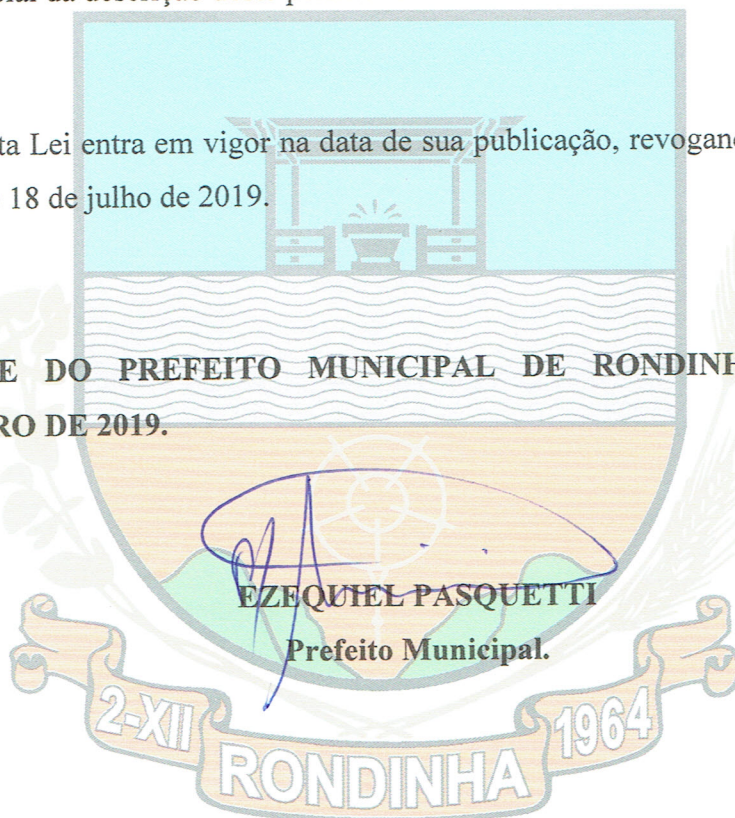 ta Lei entra em vigor na data de sua publicação, revogan
18 de julho de 2019.
E DO PREFEITO MUNICIPAL DE RONDINH
RO DE 2019.
EZEQUIEL PASQUETTI
Prefeito Municipal.
2-XII
RONDINHA
1964